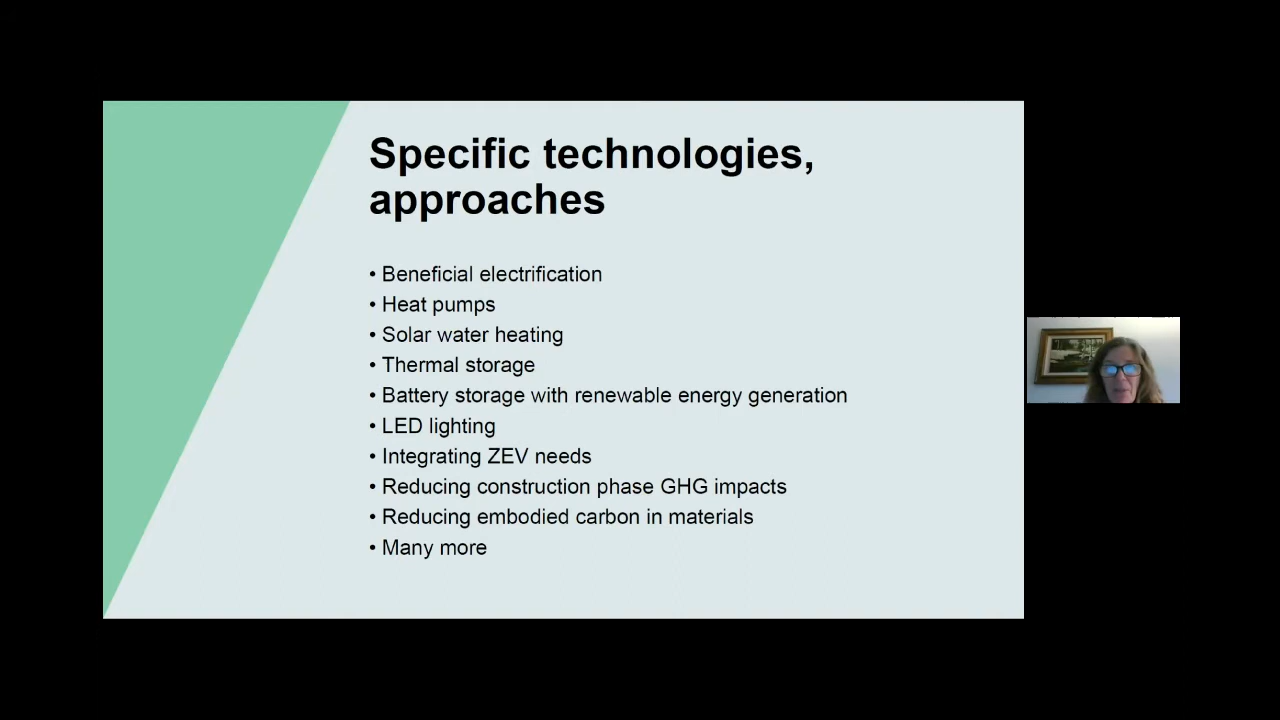 Specific technologies,
approaches
• Beneficial electrification
• Heat pumps
• Solar water heating
• Thermal storage
• Battery storage with renewable energy generation
• LED lighting
• Integrating ZEV needs
• Reducing construction phase GHG impacts
• Reducing embodied carbon in materials
• Many more